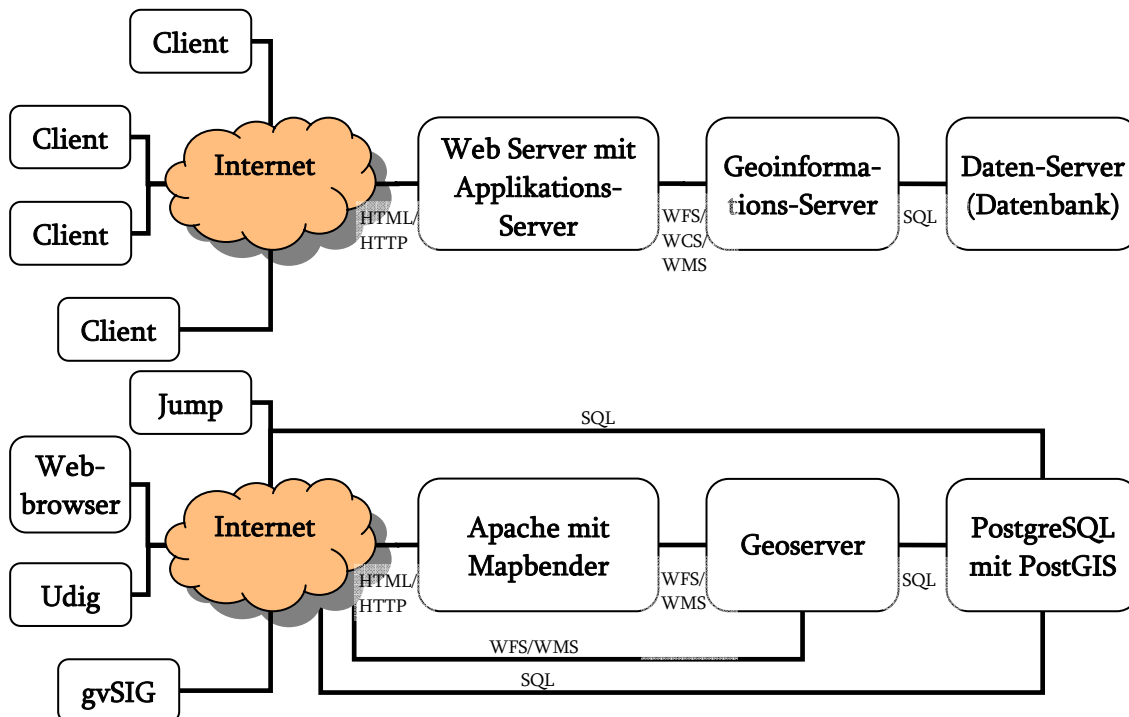 Client
Client
Client
Client
Internet
HTML/
HTTP
Web Server mit
Applikations-
Server
WFS/
WCS/
WMS
Geoinforma-
tions-Server
SQL
Daten-Server
(Datenbank)
Jump
Web-
browser
Udig
gvSIG
Internet
SQL
HTML/
HTTP
Apache mit
Mapbender
WFS/
WMS
Geoserver
SQL
PostgreSQL
mit PostGIS
WFS/WMS
SQL